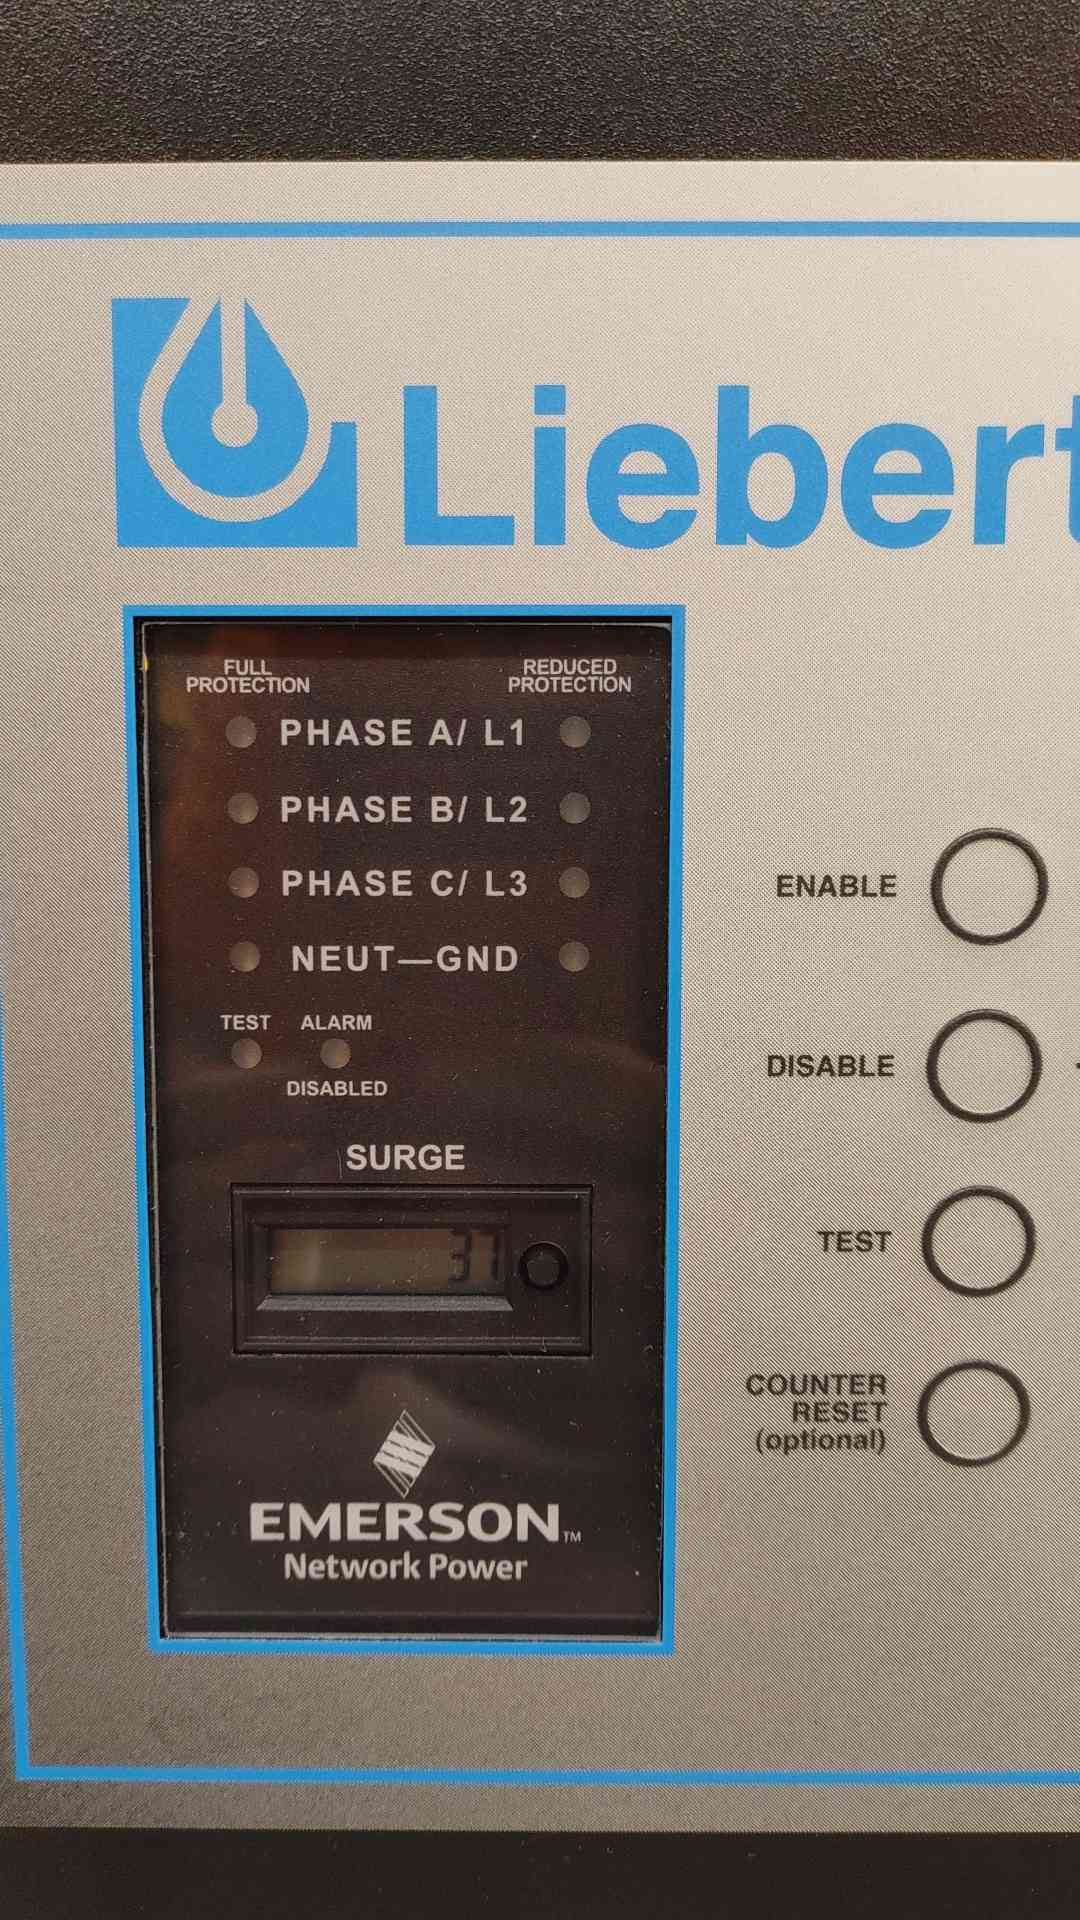 Liebert
FULL
PROTECTION
REDUCED
PROTECTION
PHASE A/ L1
PHASE B/ L2
PHASE C/ L3
NEUT—GND
TEST ALARM
DISABLED
SURGE
37
EMERSON™
Network Power
ENABLE
DISABLE
TEST
COUNTER
RESET
(optional)